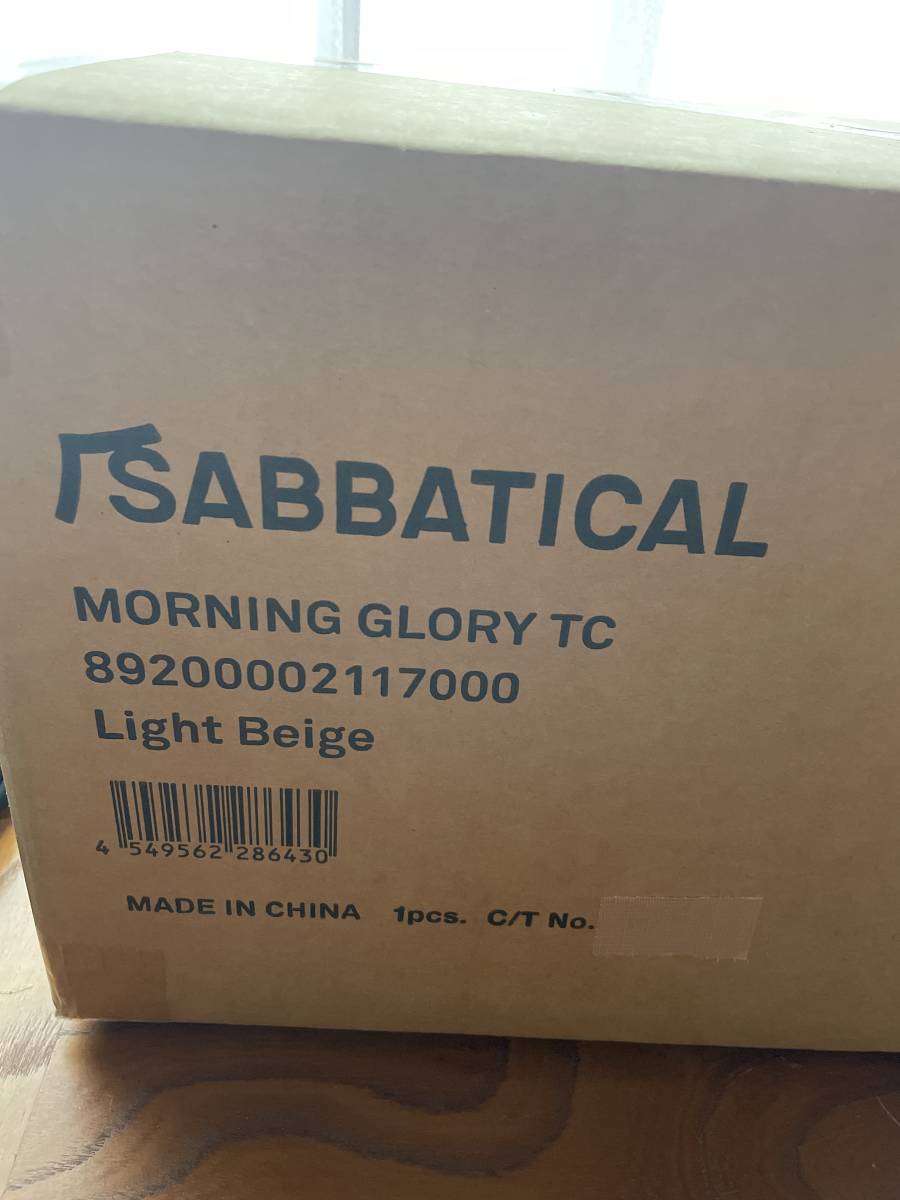 SABBATICAL
MORNING GLORY TC
89200002117000
Light Beige
4 549562 286430
MADE IN CHINA 1pcs. C/T No.